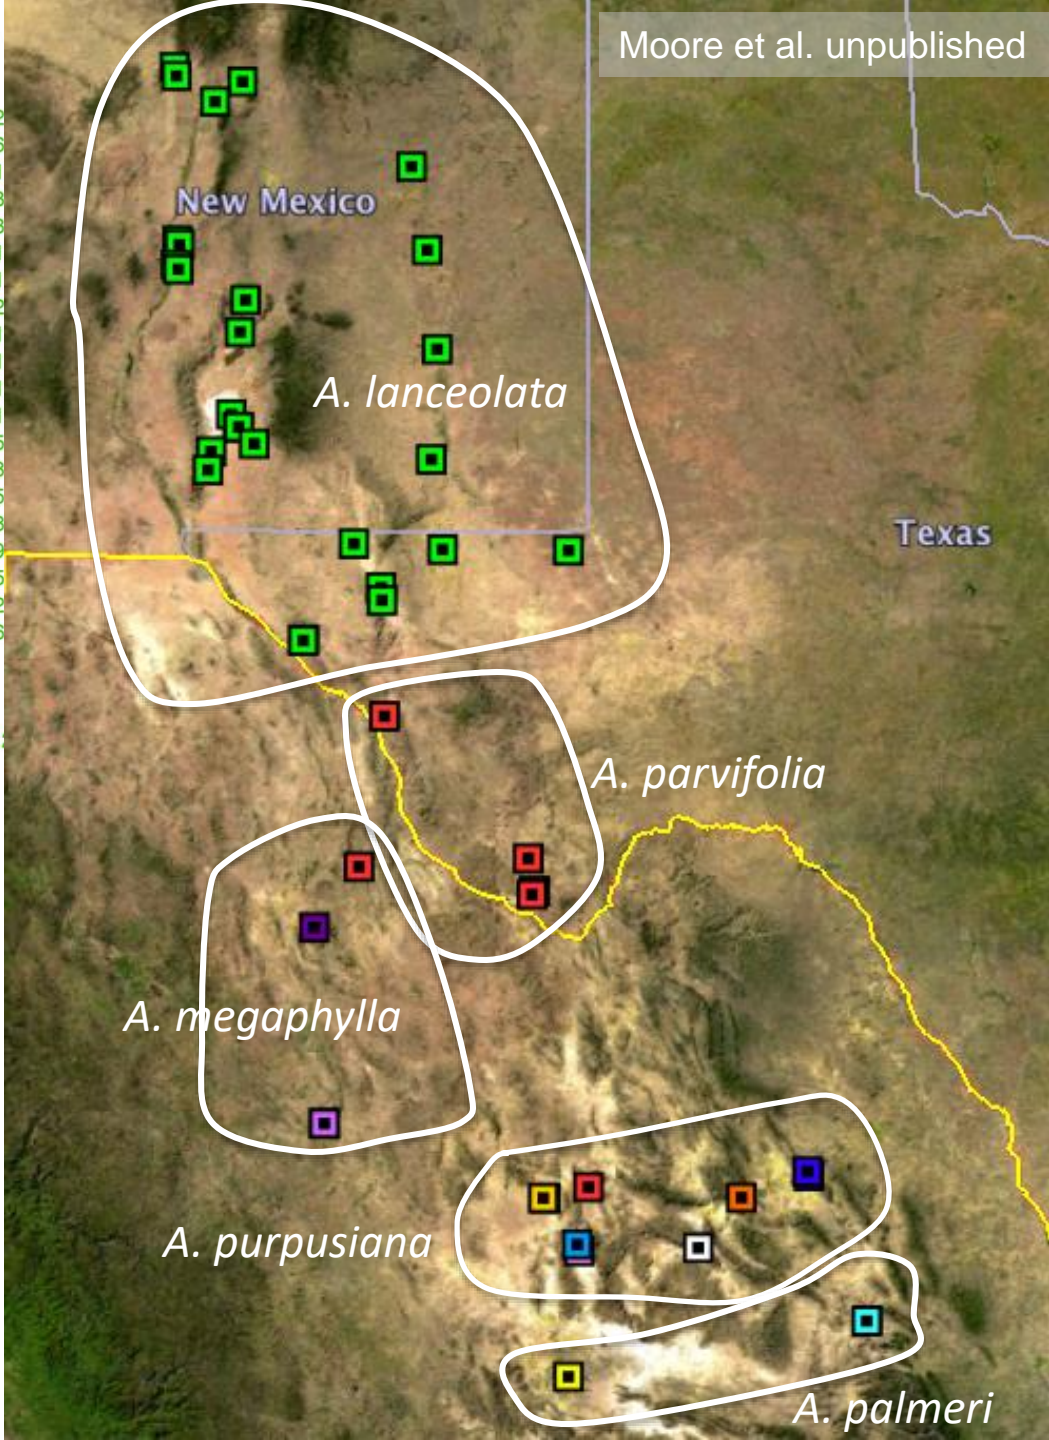 Moore et al. unpublished
New Mexico
A. lanceolata
Texas
A. parvifolia
A. megaphylla
A. purpusiana
A. palmeri